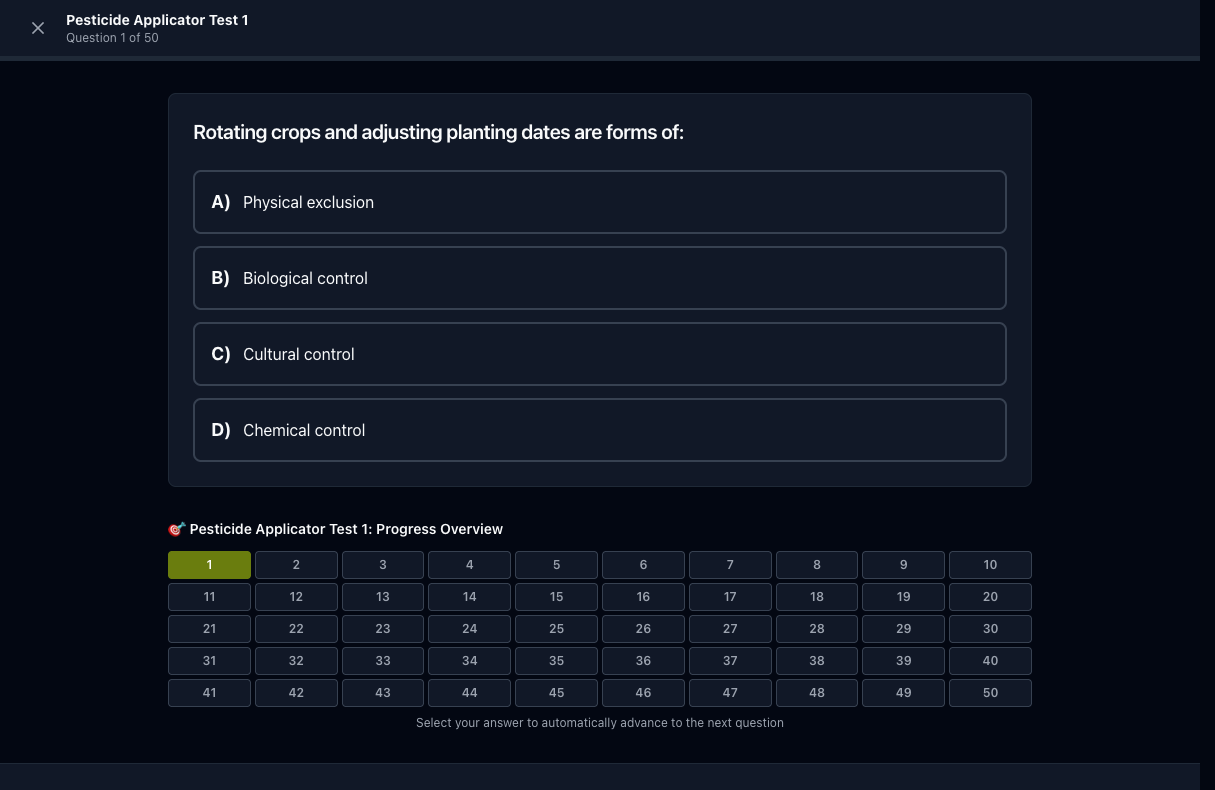 Pesticide Applicator Test 1
Question 1 of 50
Rotating crops and adjusting planting dates are forms of:
A) Physical exclusion
B) Biological control
C) Cultural control
D) Chemical control
🎯 Pesticide Applicator Test 1: Progress Overview
1 2 3 4 5 6 7 8 9 10
11 12 13 14 15 16 17 18 19 20
21 22 23 24 25 26 27 28 29 30
31 32 33 34 35 36 37 38 39 40
41 42 43 44 45 46 47 48 49 50
Select your answer to automatically advance to the next question